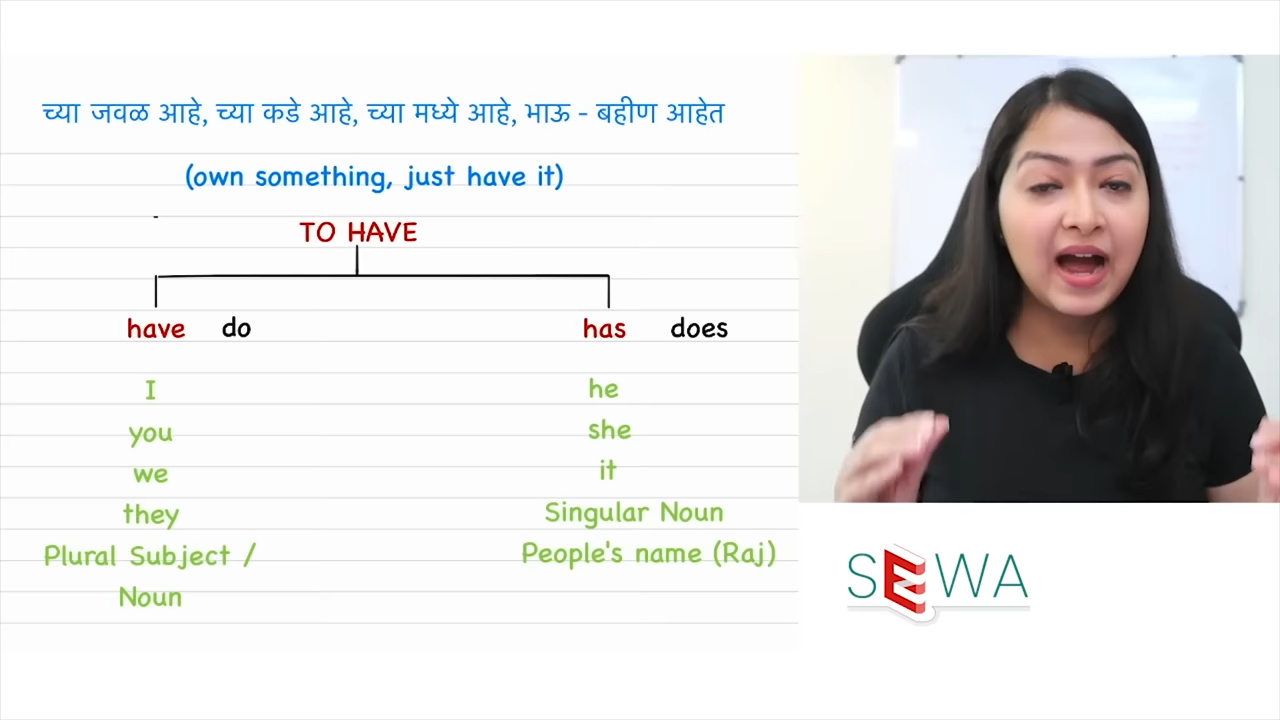 च्या जवळ आहे, च्या कडे आहे, च्या मध्ये आहे, भाऊ - बहीण आहेत
(own something, just have it)
TO HAVE
have do has does
I he
you she
we it
they Singular Noun
Plural Subject / People's name (Raj)
Noun
SEWA